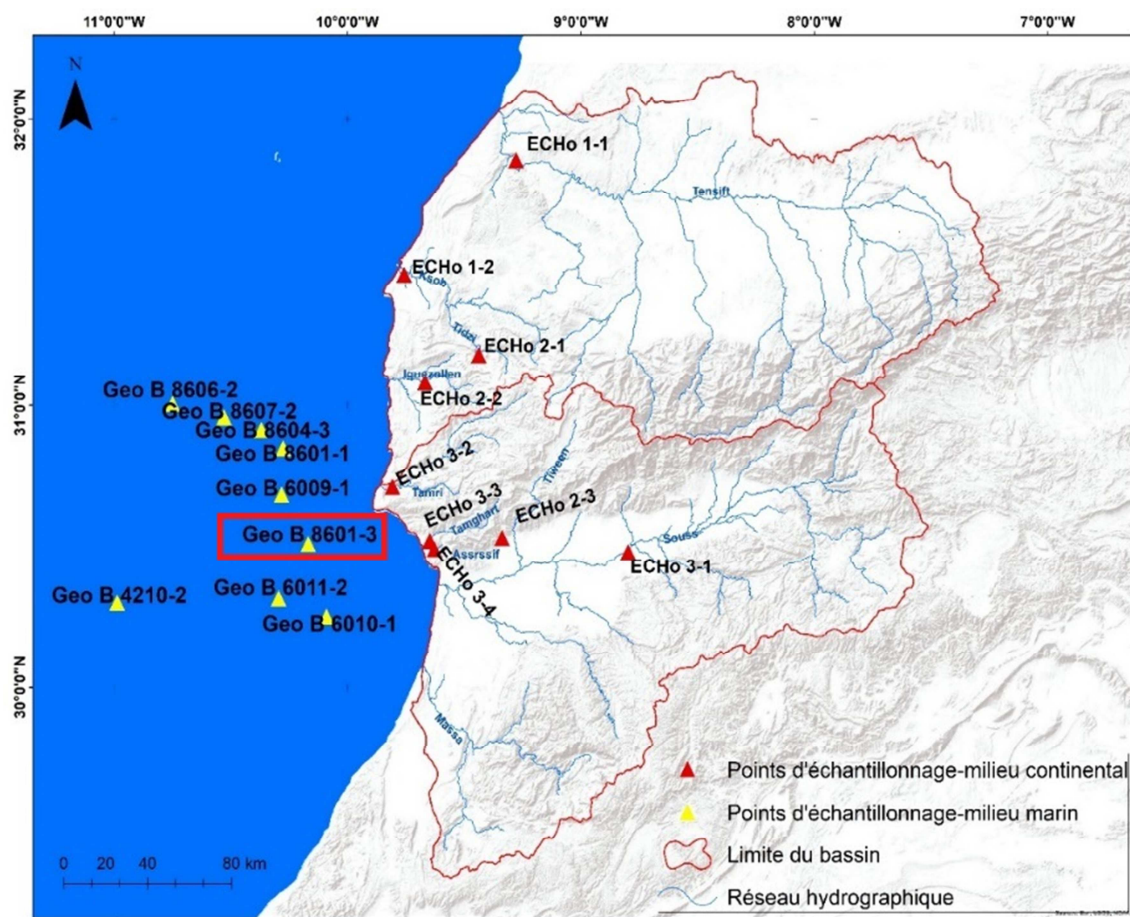 11°0'0"W
10°0'0"W
9°0'0"W
8°0'0"W
7°0'0"W
N
32°0'0"N
31°0'0"N
30°0'0"N
ECHo 1-1
Tensift
ECHo 1-2
Ksob
Tidzi
ECHo 2-1
Iguezollen
ECHo 2-2
Geo B 8606-2
Geo B 8607-2
Geo B 8604-3
Geo B 8601-1
Geo B 6009-1
Geo B 8601-3
Geo B 6011-2
Geo B 4210-2
Geo B 6010-1
ECHo 3-2
Tamri
Tiween
ECHo 3-3
Tamghart
ECHo 2-3
Assrssif
Souss
ECHo 3-1
ECHo 3-4
Massa
Points d'échantillonnage-milieu continental
Points d'échantillonnage-milieu marin
Limite du bassin
Réseau hydrographique
0 20 40 80 km